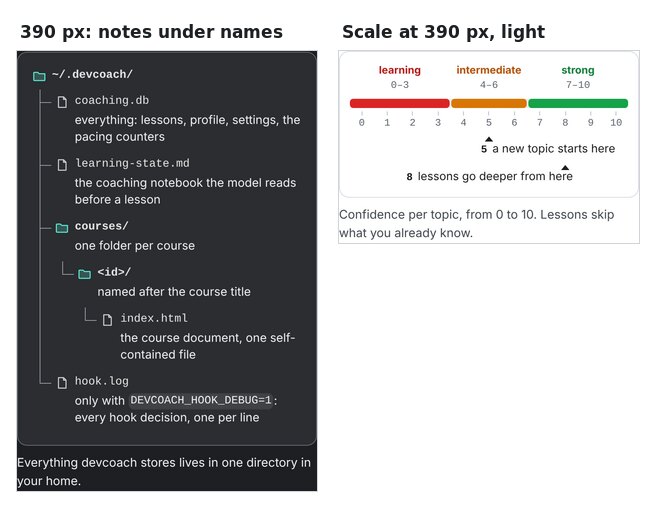 390 px: notes under names
~/.devcoach/
coaching.db
everything: lessons, profile, settings, the
pacing counters
learning-state.md
the coaching notebook the model reads
before a lesson
courses/
one folder per course
<id>/
named after the course title
index.html
the course document, one self-
contained file
hook.log
only with DEVCOACH_HOOK_DEBUG=1:
every hook decision, one per line
Everything devcoach stores lives in one directory in
your home.
Scale at 390 px, light
learning intermediate strong
0–3 4–6 7–10
0 1 2 3 4 5 6 7 8 9 10
5 a new topic starts here
8 lessons go deeper from here
Confidence per topic, from 0 to 10. Lessons skip
what you already know.